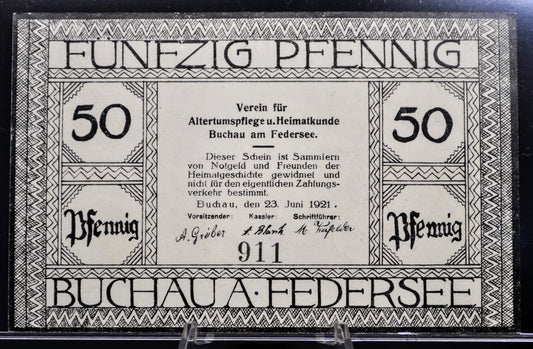 FÜNFZIG PFENNIG
50
50
Verein für
Altertumspflege u. Heimatkunde
Buchau am Federsee.
Dieser Schein ist Sammlern
von Notgeld und Freunden der
Heimatgeschichte gewidmet und
nicht für den eigentlichen Zahlungs-
verkehr bestimmt.
Buchau, den 23. Juni 1921.
Vorsitzender: Kassier: Schriftführer:
A. Gröber
M.
911
Pfennig
Pfennig
BUCHAU A. FEDERSEE